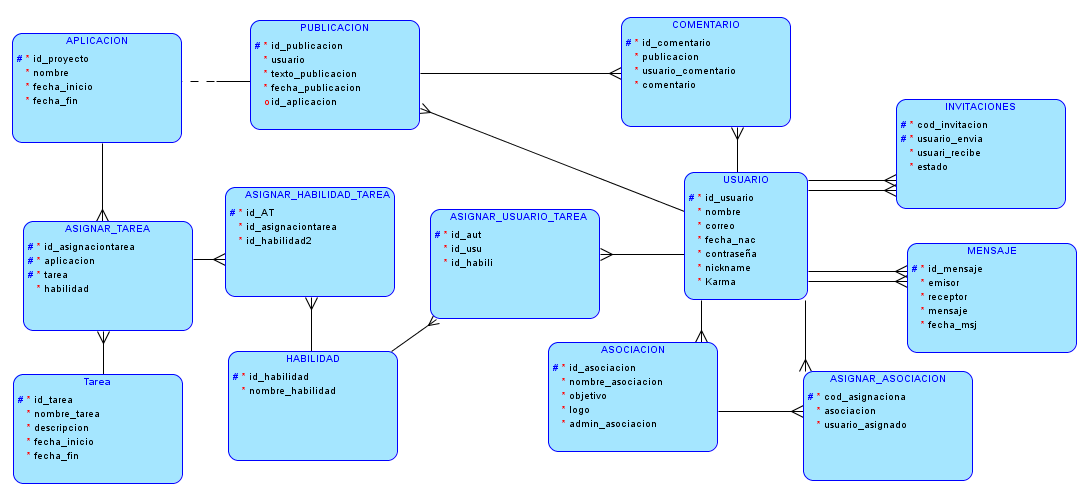 APLICACION
# * id_proyecto
* nombre
* fecha_inicio
* fecha_fin
PUBLICACION
# * id_publicacion
* usuario
* texto_publicacion
* fecha_publicacion
o id_aplicacion
COMENTARIO
# * id_comentario
* publicacion
* usuario_comentario
* comentario
INVITACIONES
# * cod_invitacion
# * usuario_envia
* usuari_recibe
* estado
USUARIO
# * id_usuario
* nombre
* correo
* fecha_nac
* contraseña
* nickname
* Karma
ASIGNAR_HABILIDAD_TAREA
# * id_AT
* id_asignaciontarea
* id_habilidad2
ASIGNAR_USUARIO_TAREA
# * id_aut
* id_usu
* id_habili
ASIGNAR_TAREA
# * id_asignaciontarea
# * aplicacion
# * tarea
* habilidad
MENSAJE
# * id_mensaje
* emisor
* receptor
* mensaje
* fecha_msj
HABILIDAD
# * id_habilidad
* nombre_habilidad
ASOCIACION
# * id_asociacion
* nombre_asociacion
* objetivo
* logo
* admin_asociacion
Tarea
# * id_tarea
* nombre_tarea
* descripcion
* fecha_inicio
* fecha_fin
ASIGNAR_ASOCIACION
# * cod_asignaciona
* asociacion
* usuario_asignado